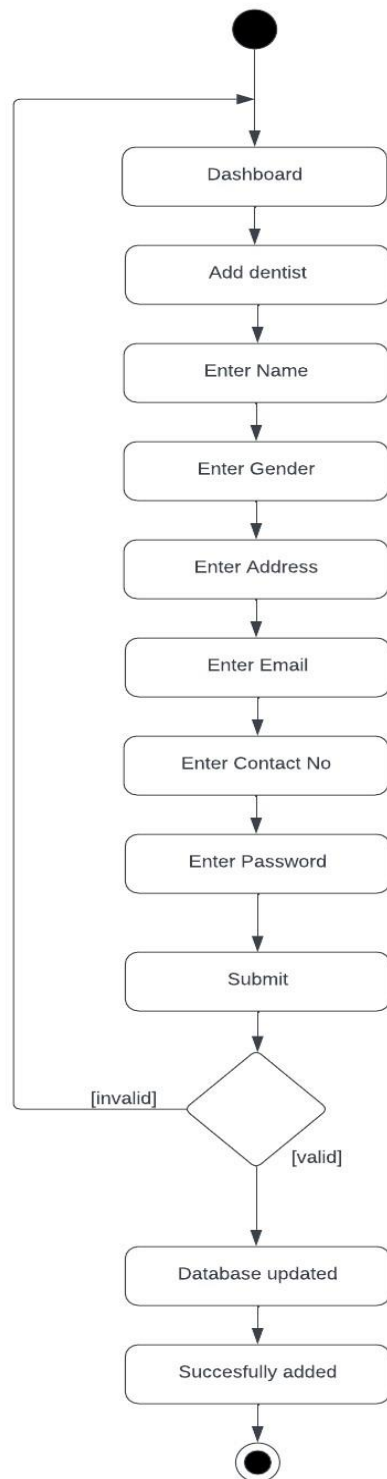 Dashboard
Add dentist
Enter Name
Enter Gender
Enter Address
Enter Email
Enter Contact No
Enter Password
Submit
[invalid]
[valid]
Database updated
Succesfully added